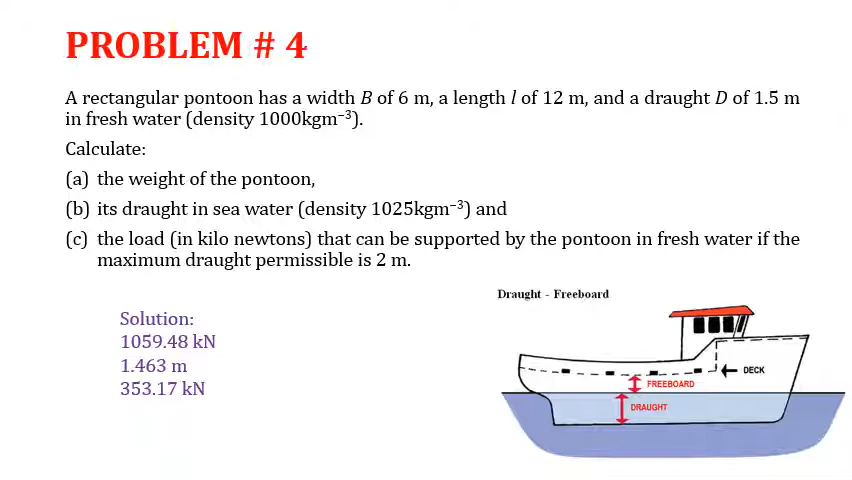 PROBLEM # 4
A rectangular pontoon has a width B of 6 m, a length l of 12 m, and a draught D of 1.5 m
in fresh water (density 1000kgm⁻³).
Calculate:
(a) the weight of the pontoon,
(b) its draught in sea water (density 1025kgm⁻³) and
(c) the load (in kilo newtons) that can be supported by the pontoon in fresh water if the
maximum draught permissible is 2 m.
Draught - Freeboard
Solution:
1059.48 kN
1.463 m
353.17 kN
DECK
FREEBOARD
DRAUGHT